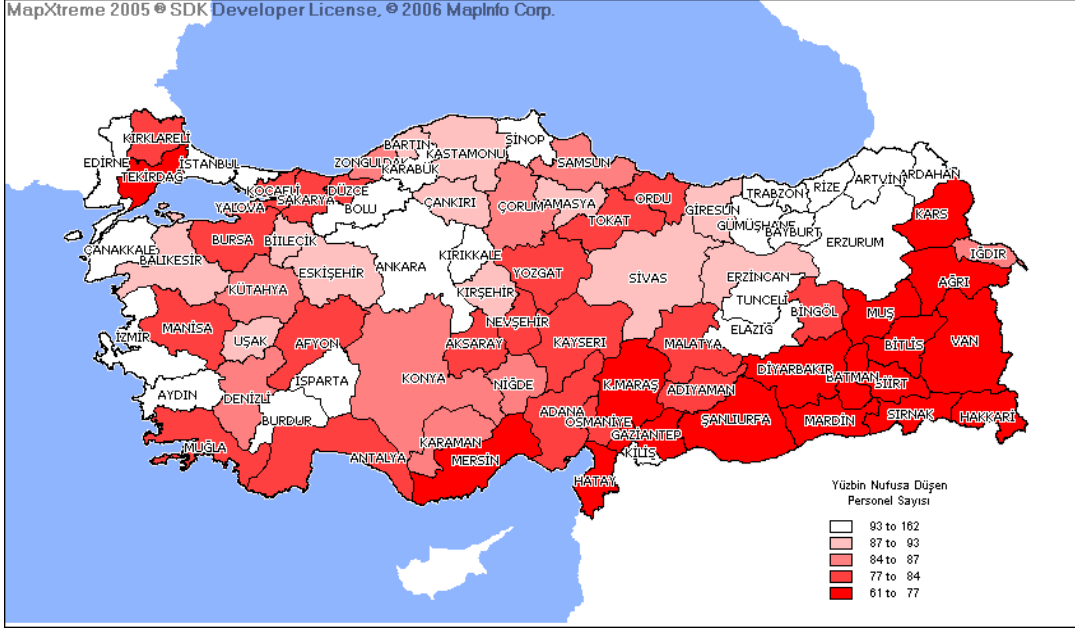 MapXtreme 2005 ® SDK Developer License, © 2006 MapInfo Corp.
KIRKLARELİ
EDİRNE
TEKİRDAĞ
İSTANBUL
KOCAELİ
YALOVA
SAKARYA
DÜZCE
BOLU
ZONGULDAK
BARTIN
KARABÜK
KASTAMONU
SİNOP
SAMSUN
ÇANKIRI
ÇORUM
AMASYA
TOKAT
ORDU
GİRESUN
TRABZON
GÜMÜŞHANE
BAYBURT
RİZE
ARTVİN
ARDAHAN
KARS
IĞDIR
ERZURUM
AĞRI
ÇANAKKALE
BALIKESİR
BURSA
BİİLECİK
ESKİŞEHİR
KÜTAHYA
ANKARA
KIRIKKALE
KIRŞEHİR
YOZGAT
SİVAS
ERZİNCAN
TUNCELİ
ELAZIĞ
BİNGÖL
MUŞ
BİTLİS
VAN
MANİSA
İZMİR
UŞAK
AFYON
AKSARAY
NEVŞEHİR
KAYSERİ
MALATYA
DİYARBAKIR
BATMAN
SİİRT
AYDIN
DENİZLİ
ISPARTA
BURDUR
KONYA
NİĞDE
K.MARAŞ
ADIYAMAN
ŞANLIURFA
MARDİN
SIRNAK
HAKKARİ
MUĞLA
ANTALYA
KARAMAN
MERSİN
ADANA
OSMANİYE
GAZİANTEP
KİLİS
HATAY
Yüzbin Nufusa Düşen
Personel Sayısı
93 to 162
87 to 93
84 to 87
77 to 84
61 to 77